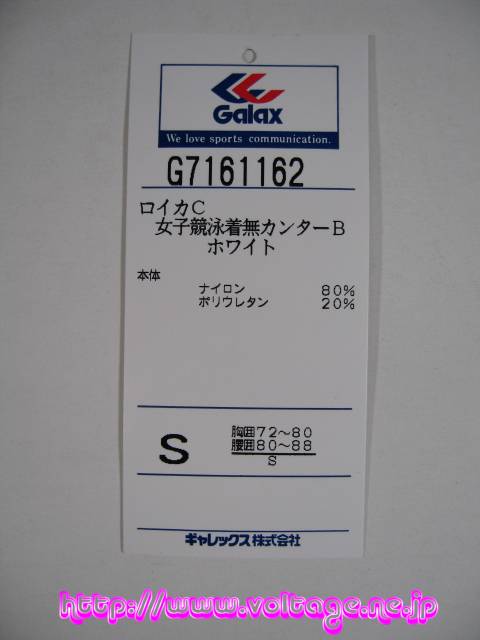 Galax
We love sports communication.
G7161162
ロイカC
女子競泳着無カンターB
ホワイト
本体
ナイロン 80%
ポリウレタン 20%
S
胸囲72~80
腰囲80~88
S
ギャレックス株式会社
http://www.voltage.ne.jp